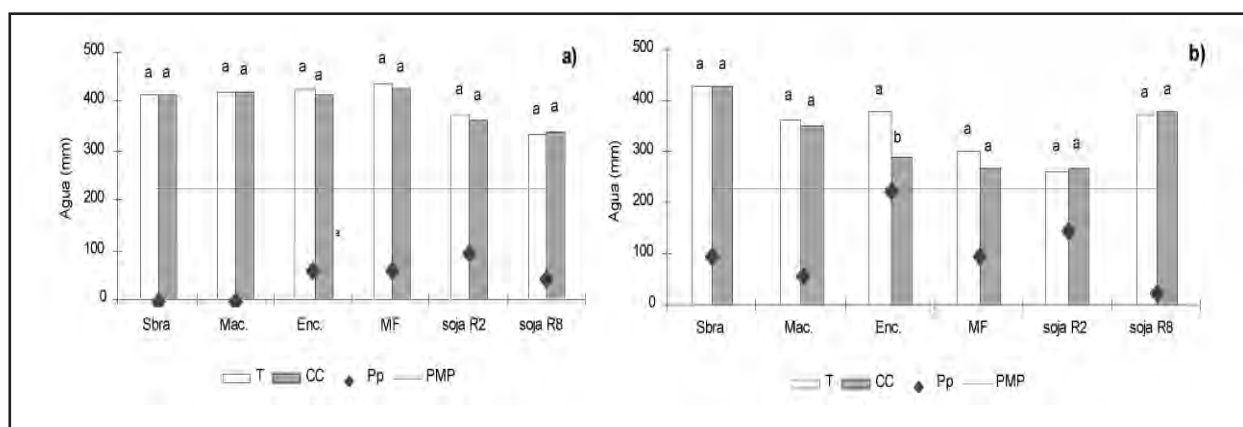 a)
500
400
300
200
100
0
Agua (mm)
a a a a a a a a a a a a
a
Sbra Mac. Enc. MF soja R2 soja R8
T CC Pp PMP
b)
500
400
300
200
100
0
Agua (mm)
a a a a a b a a a a a a
Sbra Mac. Enc. MF soja R2 soja R8
T CC Pp PMP